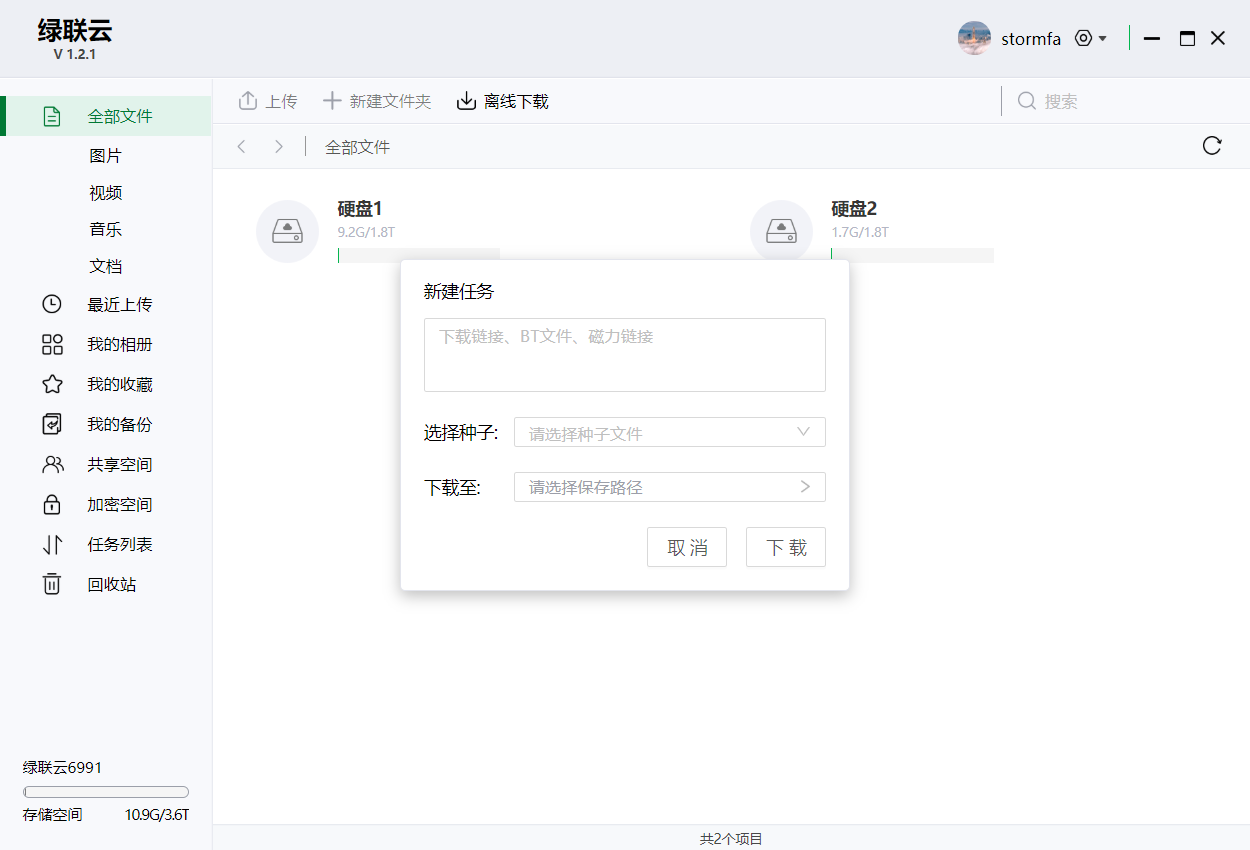 绿联云
V 1.2.1
stormfa
全部文件
图片
视频
音乐
文档
最近上传
我的相册
我的收藏
我的备份
共享空间
加密空间
任务列表
回收站
绿联云6991
存储空间 10.9G/3.6T
上传 新建文件夹 离线下载 搜索
全部文件
硬盘1
9.2G/1.8T
硬盘2
1.7G/1.8T
新建任务
下载链接、BT文件、磁力链接
选择种子: 请选择种子文件
下载至: 请选择保存路径
取消 下载
共2个项目